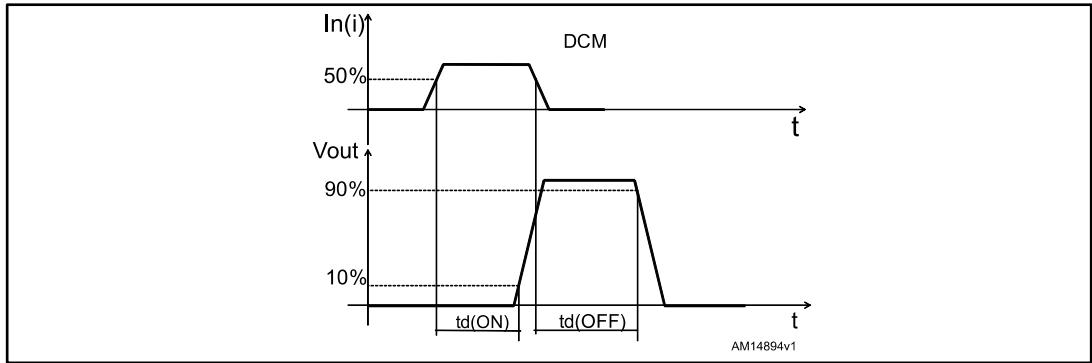 In(i)
DCM
50%
t
Vout
90%
10%
td(ON)
td(OFF)
t
AM14894v1